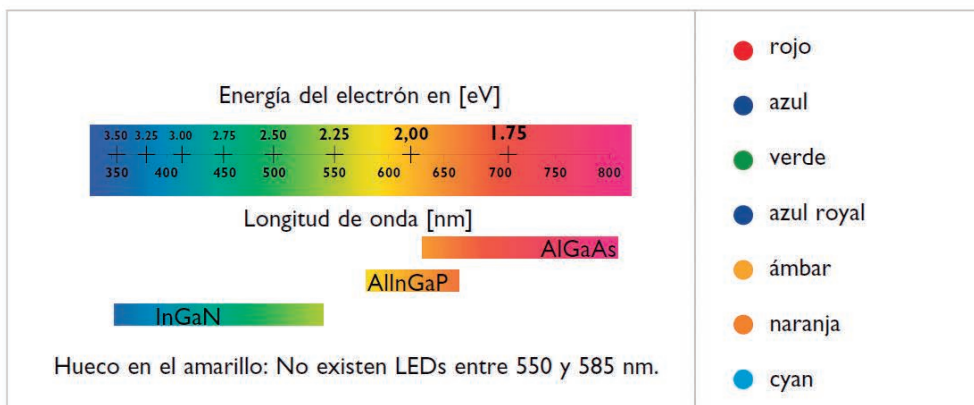 Energía del electrón en [eV]
3.50 3.25 3.00 2.75 2.50 2.25 2,00 1.75
350 400 450 500 550 600 650 700 750 800
Longitud de onda [nm]
AlGaAs
AlInGaP
InGaN
Hueco en el amarillo: No existen LEDs entre 550 y 585 nm.
rojo
azul
verde
azul royal
ámbar
naranja
cyan